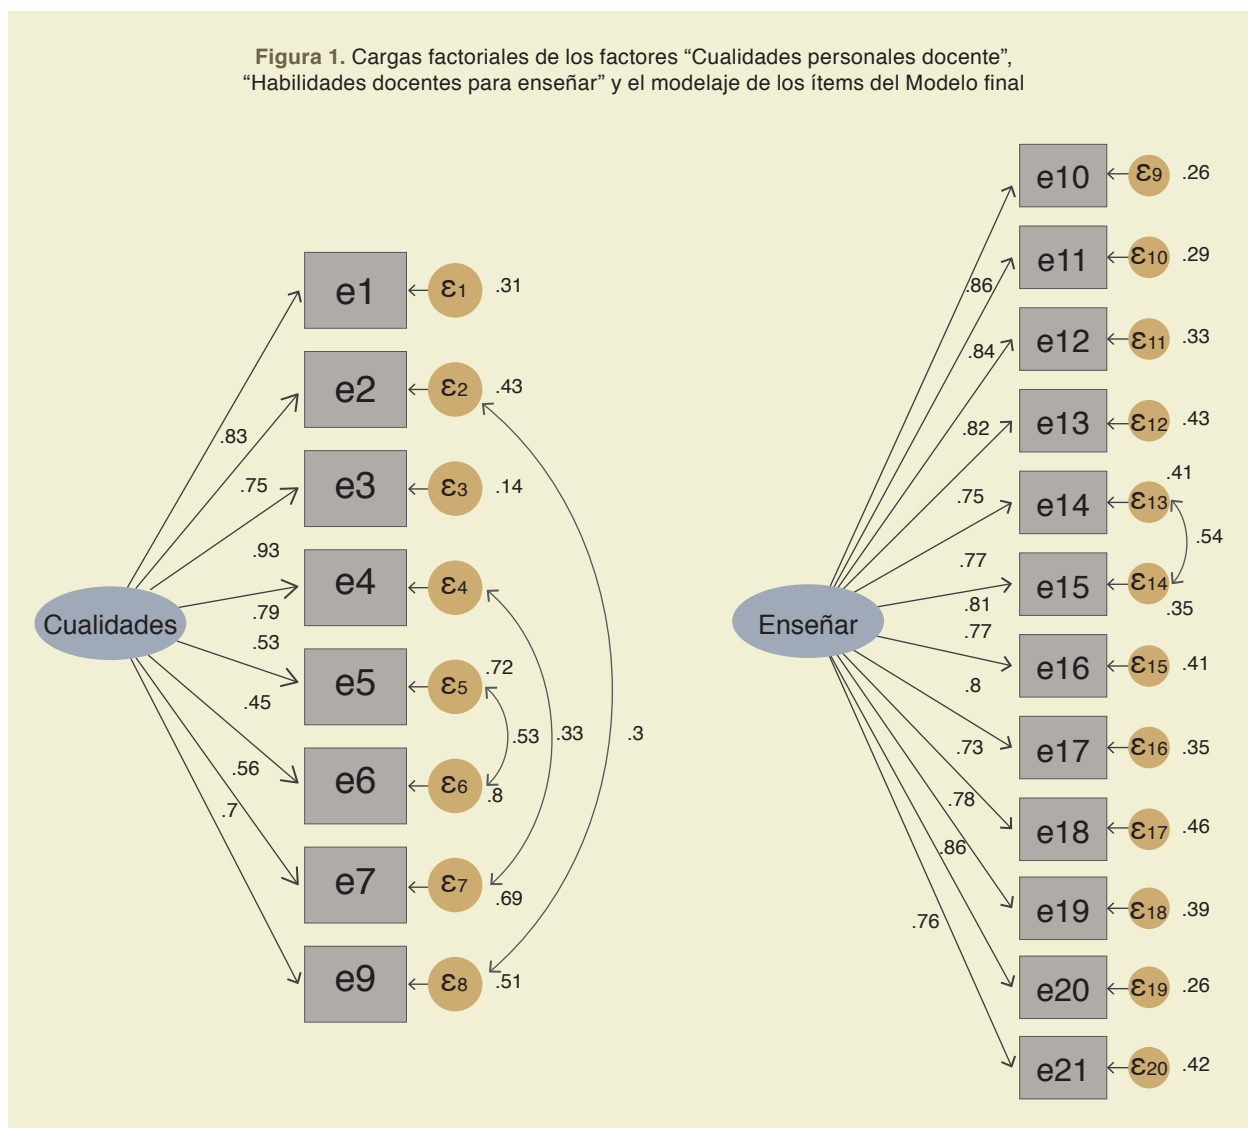 Figura 1. Cargas factoriales de los factores “Cualidades personales docente”,
“Habilidades docentes para enseñar” y el modelaje de los ítems del Modelo final
Cualidades
.83
.75
.93
.79
.53
.45
.56
.7
e1
ε1
.31
e2
ε2
.43
e3
ε3
.14
e4
ε4
e5
ε5
.72
e6
ε6
.8
e7
ε7
.69
e9
ε8
.51
.53
.33
.3
Enseñar
.86
.84
.82
.75
.77
.81
.77
.8
.73
.78
.86
.76
e10
ε9
.26
e11
ε10
.29
e12
ε11
.33
e13
ε12
.43
e14
ε13
.41
e15
ε14
.35
.54
e16
ε15
.41
e17
ε16
.35
e18
ε17
.46
e19
ε18
.39
e20
ε19
.26
e21
ε20
.42